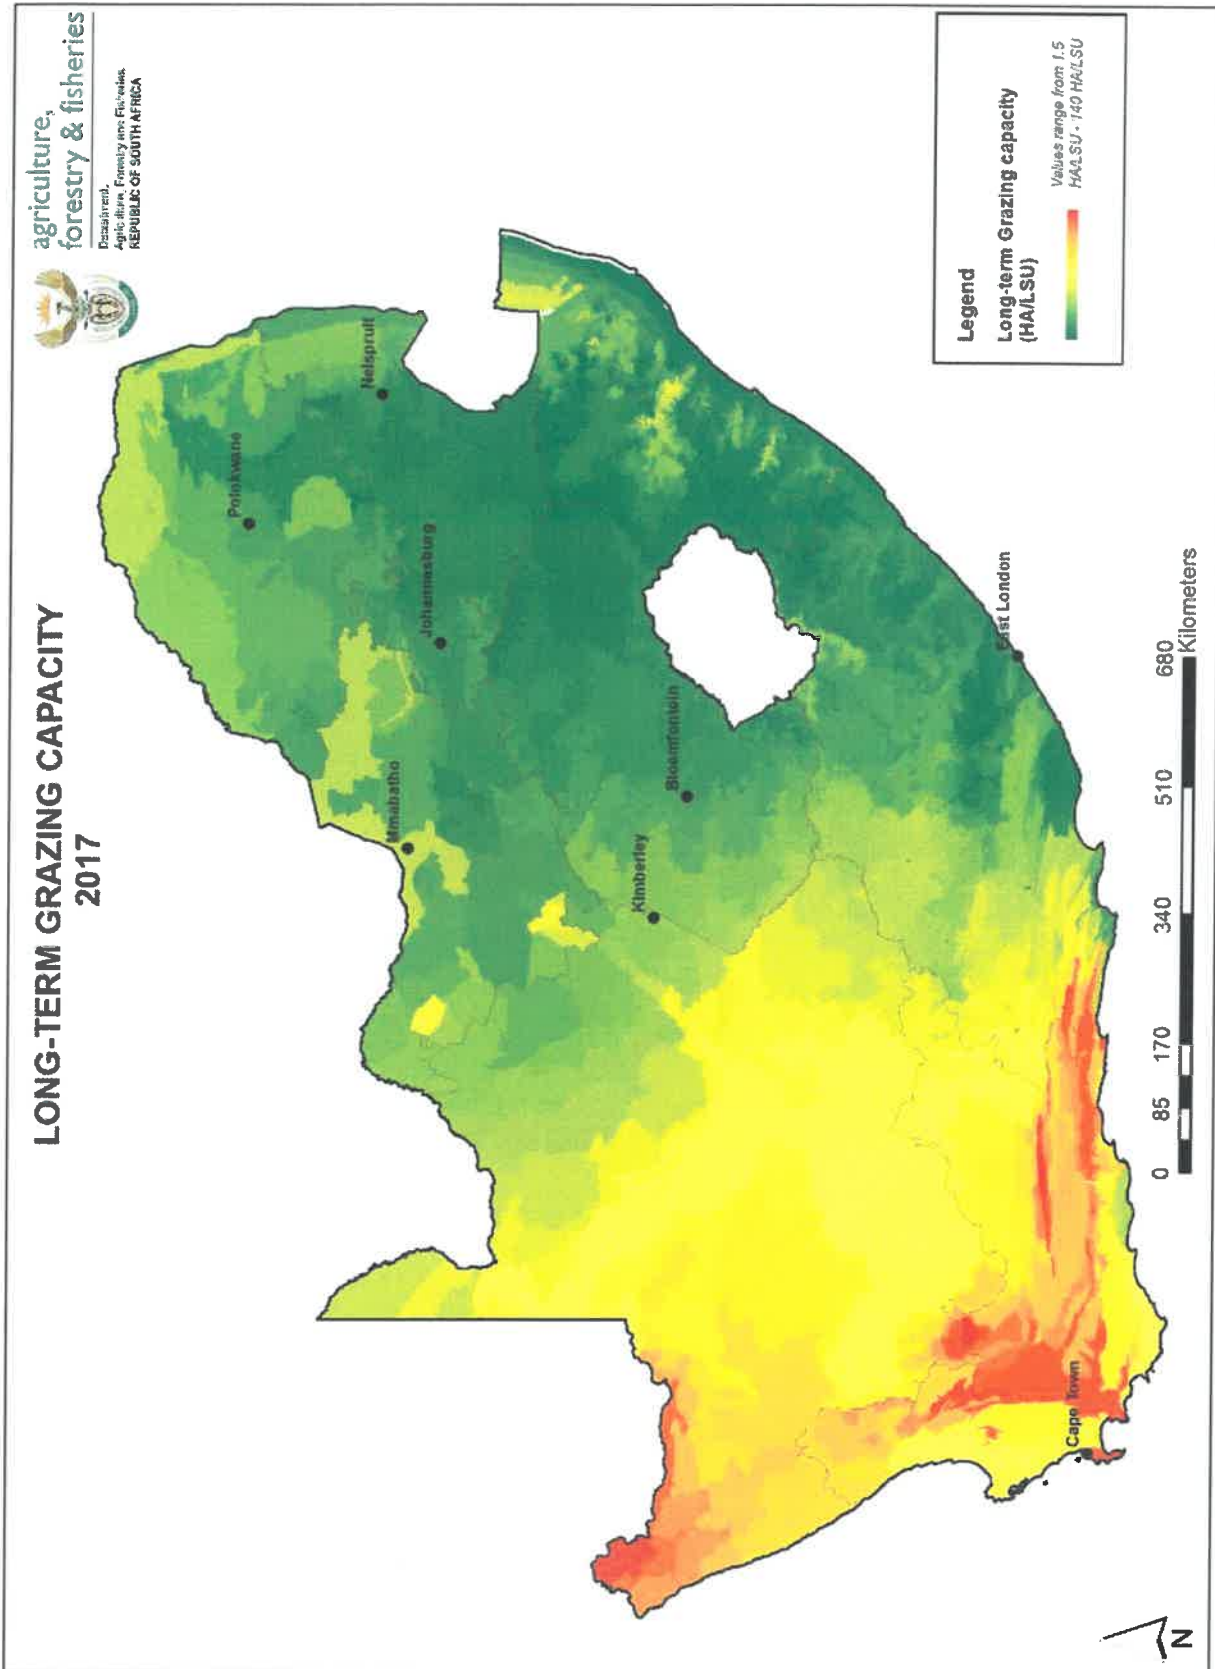 LONG-TERM GRAZING CAPACITY
2017
agriculture,
forestry & fisheries
Department:
Agriculture, Forestry and Fisheries
REPUBLIC OF SOUTH AFRICA
Polokwane
Nelspruit
Johannesburg
Mmabatho
Kimberley
Bloemfontein
East London
Cape Town
Legend
Long-term Grazing capacity
(HA/LSU)
Values range from 1.5
HA/LSU - 140 HA/LSU
0 85 170 340 510 680
Kilometers
N